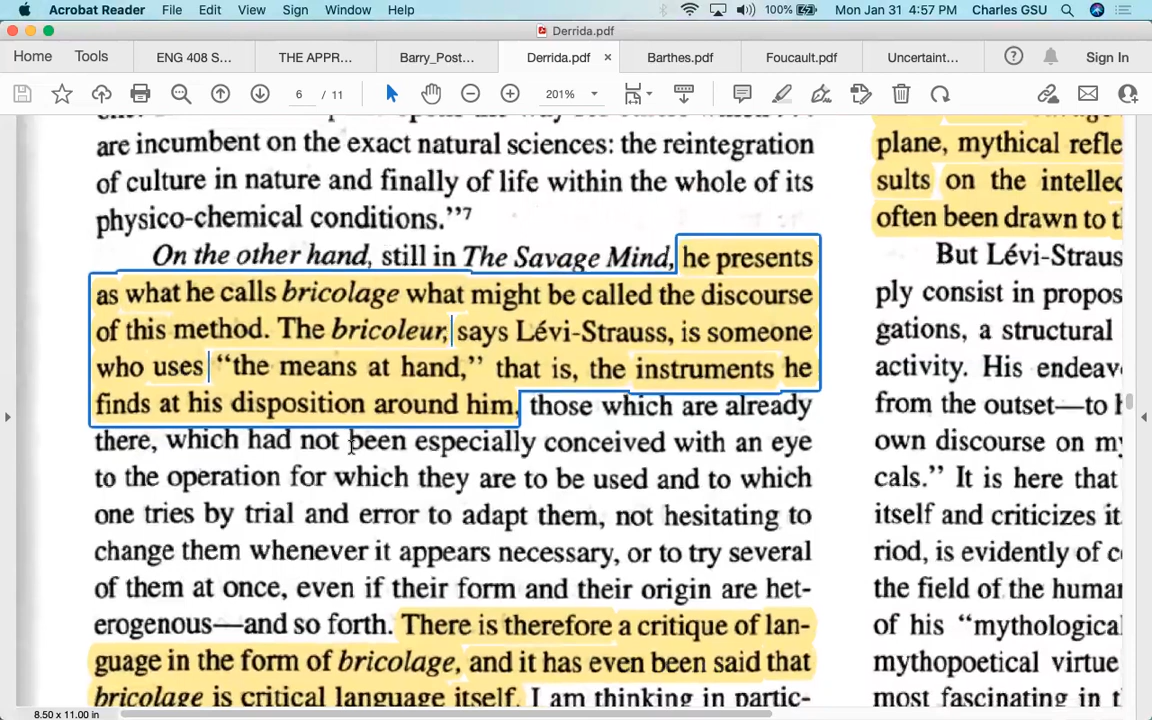 Acrobat Reader File Edit View Sign Window Help 100% Mon Jan 31 4:57 PM Charles GSU
Derrida.pdf
Home Tools ENG 408 S... THE APPR... Barry_Post... Derrida.pdf × Barthes.pdf Foucault.pdf Uncertaint... Sign In
6 / 11 201%
are incumbent on the exact natural sciences: the reintegration
of culture in nature and finally of life within the whole of its
physico-chemical conditions."7
On the other hand, still in The Savage Mind, he presents
as what he calls bricolage what might be called the discourse
of this method. The bricoleur, says Lévi-Strauss, is someone
who uses "the means at hand," that is, the instruments he
finds at his disposition around him, those which are already
there, which had not been especially conceived with an eye
to the operation for which they are to be used and to which
one tries by trial and error to adapt them, not hesitating to
change them whenever it appears necessary, or to try several
of them at once, even if their form and their origin are het-
erogenous—and so forth. There is therefore a critique of lan-
guage in the form of bricolage, and it has even been said that
bricolage is critical language itself. I am thinking in partic-
plane, mythical refle
sults on the intellec
often been drawn to t
But Lévi-Straus
ply consist in propos
gations, a structural
activity. His endeav
from the outset—to
own discourse on my
cals." It is here that
itself and criticizes it
riod, is evidently of c
the field of the human
of his "mythological
mythopoetical virtue
most fascinating in t
8.50 x 11.00 in